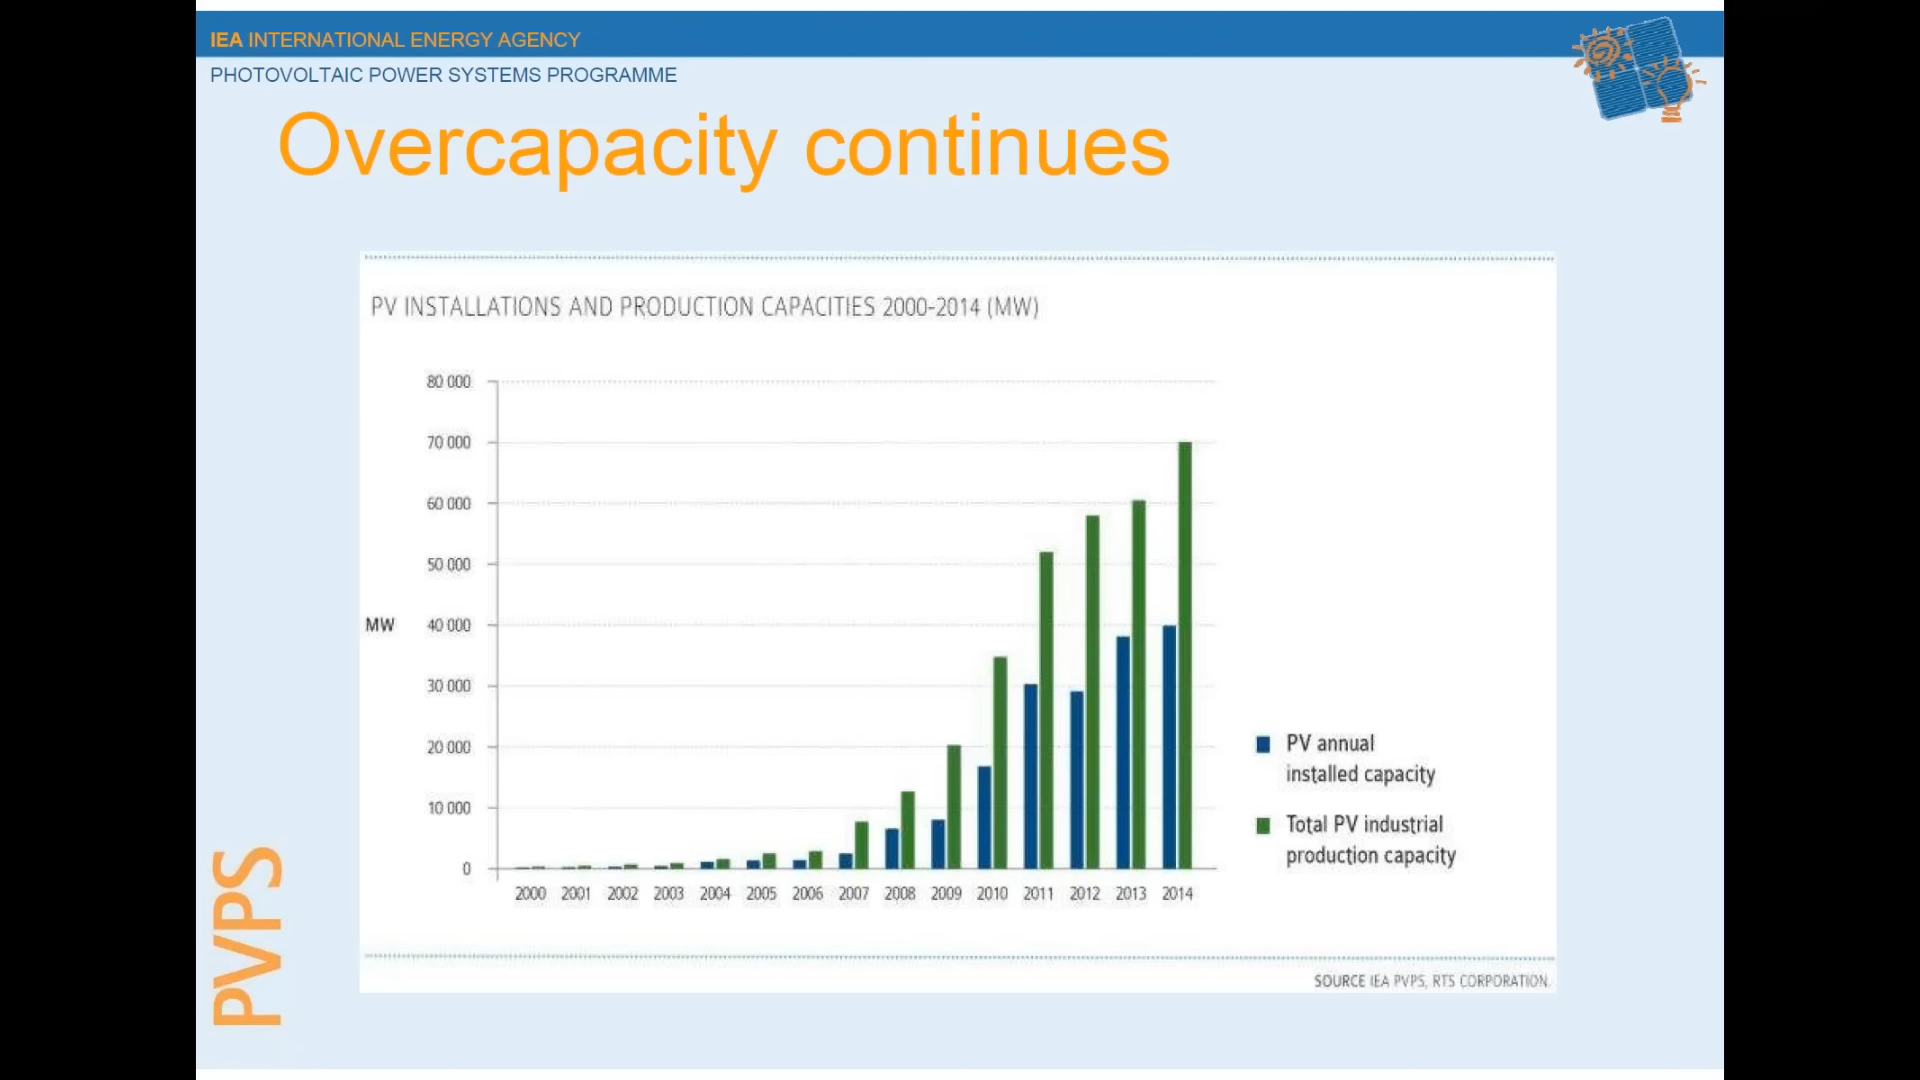 IEA INTERNATIONAL ENERGY AGENCY
PHOTOVOLTAIC POWER SYSTEMS PROGRAMME
Overcapacity continues
PV INSTALLATIONS AND PRODUCTION CAPACITIES 2000-2014 (MW)
80 000
70 000
60 000
50 000
MW 40 000
30 000
20 000
10 000
0
2000 2001 2002 2003 2004 2005 2006 2007 2008 2009 2010 2011 2012 2013 2014
PV annual
installed capacity
Total PV industrial
production capacity
SOURCE IEA PVPS, RTS CORPORATION.
PVPS